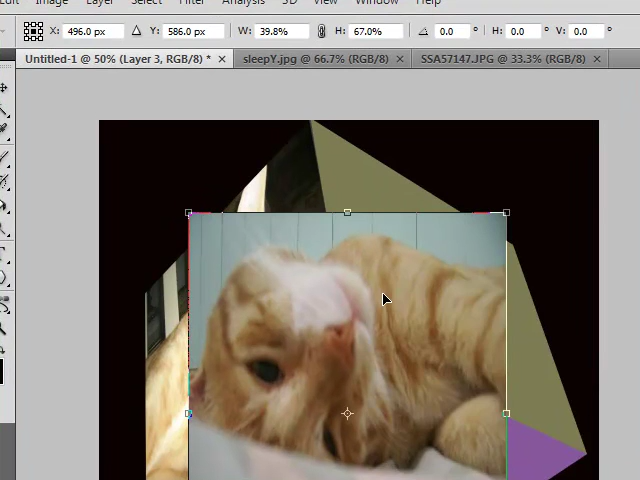 Edit Image Layer Select Filter Analysis 3D View Window Help
X: 496.0 px Y: 586.0 px W: 39.8% H: 67.0% 0.0 ° H: 0.0 ° V: 0.0 °
Untitled-1 @ 50% (Layer 3, RGB/8) * × sleepY.jpg @ 66.7% (RGB/8) × SSA57147.JPG @ 33.3% (RGB/8) ×